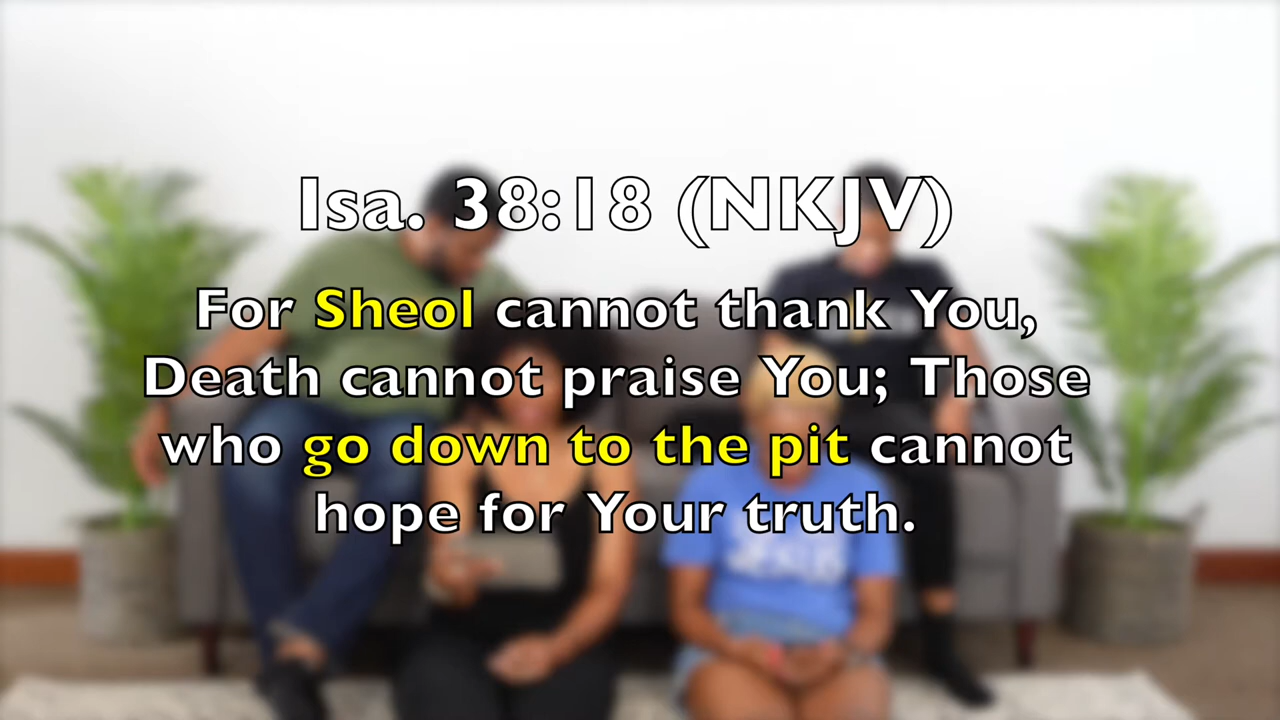 Isa. 38:18 (NKJV)
For Sheol cannot thank You,
Death cannot praise You; Those
who go down to the pit cannot
hope for Your truth.